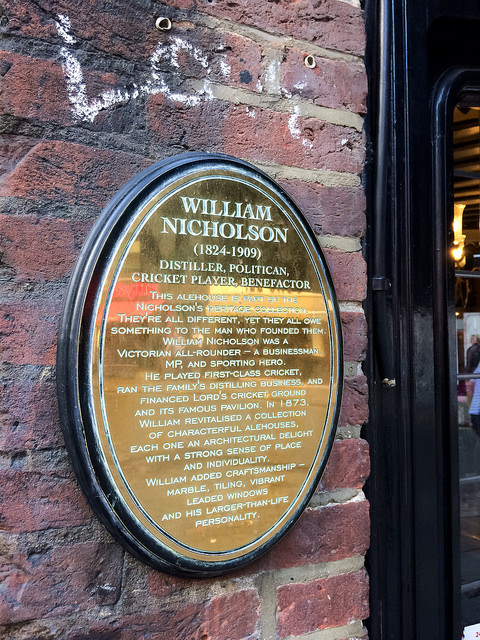 WILLIAM
NICHOLSON
(1824-1909)
DISTILLER, POLITICAN,
CRICKET PLAYER, BENEFACTOR
THIS ALEHOUSE IS PART OF THE
NICHOLSON'S HERITAGE COLLECTION.
THEY'RE ALL DIFFERENT, YET THEY ALL OWE
SOMETHING TO THE MAN WHO FOUNDED THEM.
WILLIAM NICHOLSON WAS A
VICTORIAN ALL-ROUNDER – A BUSINESSMAN,
MP, AND SPORTING HERO.
HE PLAYED FIRST-CLASS CRICKET,
RAN THE FAMILY'S DISTILLING BUSINESS, AND
FINANCED LORD'S CRICKET GROUND
AND ITS FAMOUS PAVILION. IN 1873,
WILLIAM REVITALISED A COLLECTION
OF CHARACTERFUL ALEHOUSES,
EACH ONE AN ARCHITECTURAL DELIGHT
WITH A STRONG SENSE OF PLACE
AND INDIVIDUALITY.
WILLIAM ADDED CRAFTSMANSHIP –
MARBLE, TILING, VIBRANT
LEADED WINDOWS
AND HIS LARGER-THAN-LIFE
PERSONALITY.